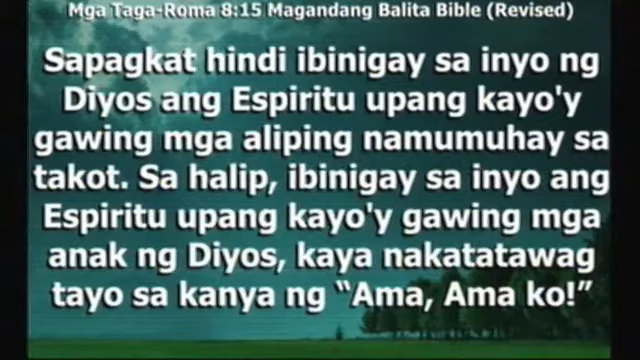 Mga Taga-Roma 8:15 Magandang Balita Bible (Revised)
Sapagkat hindi ibinigay sa inyo ng
Diyos ang Espiritu upang kayo'y
gawing mga aliping namumuhay sa
takot. Sa halip, ibinigay sa inyo ang
Espiritu upang kayo'y gawing mga
anak ng Diyos, kaya nakatatawag
tayo sa kanya ng “Ama, Ama ko!”